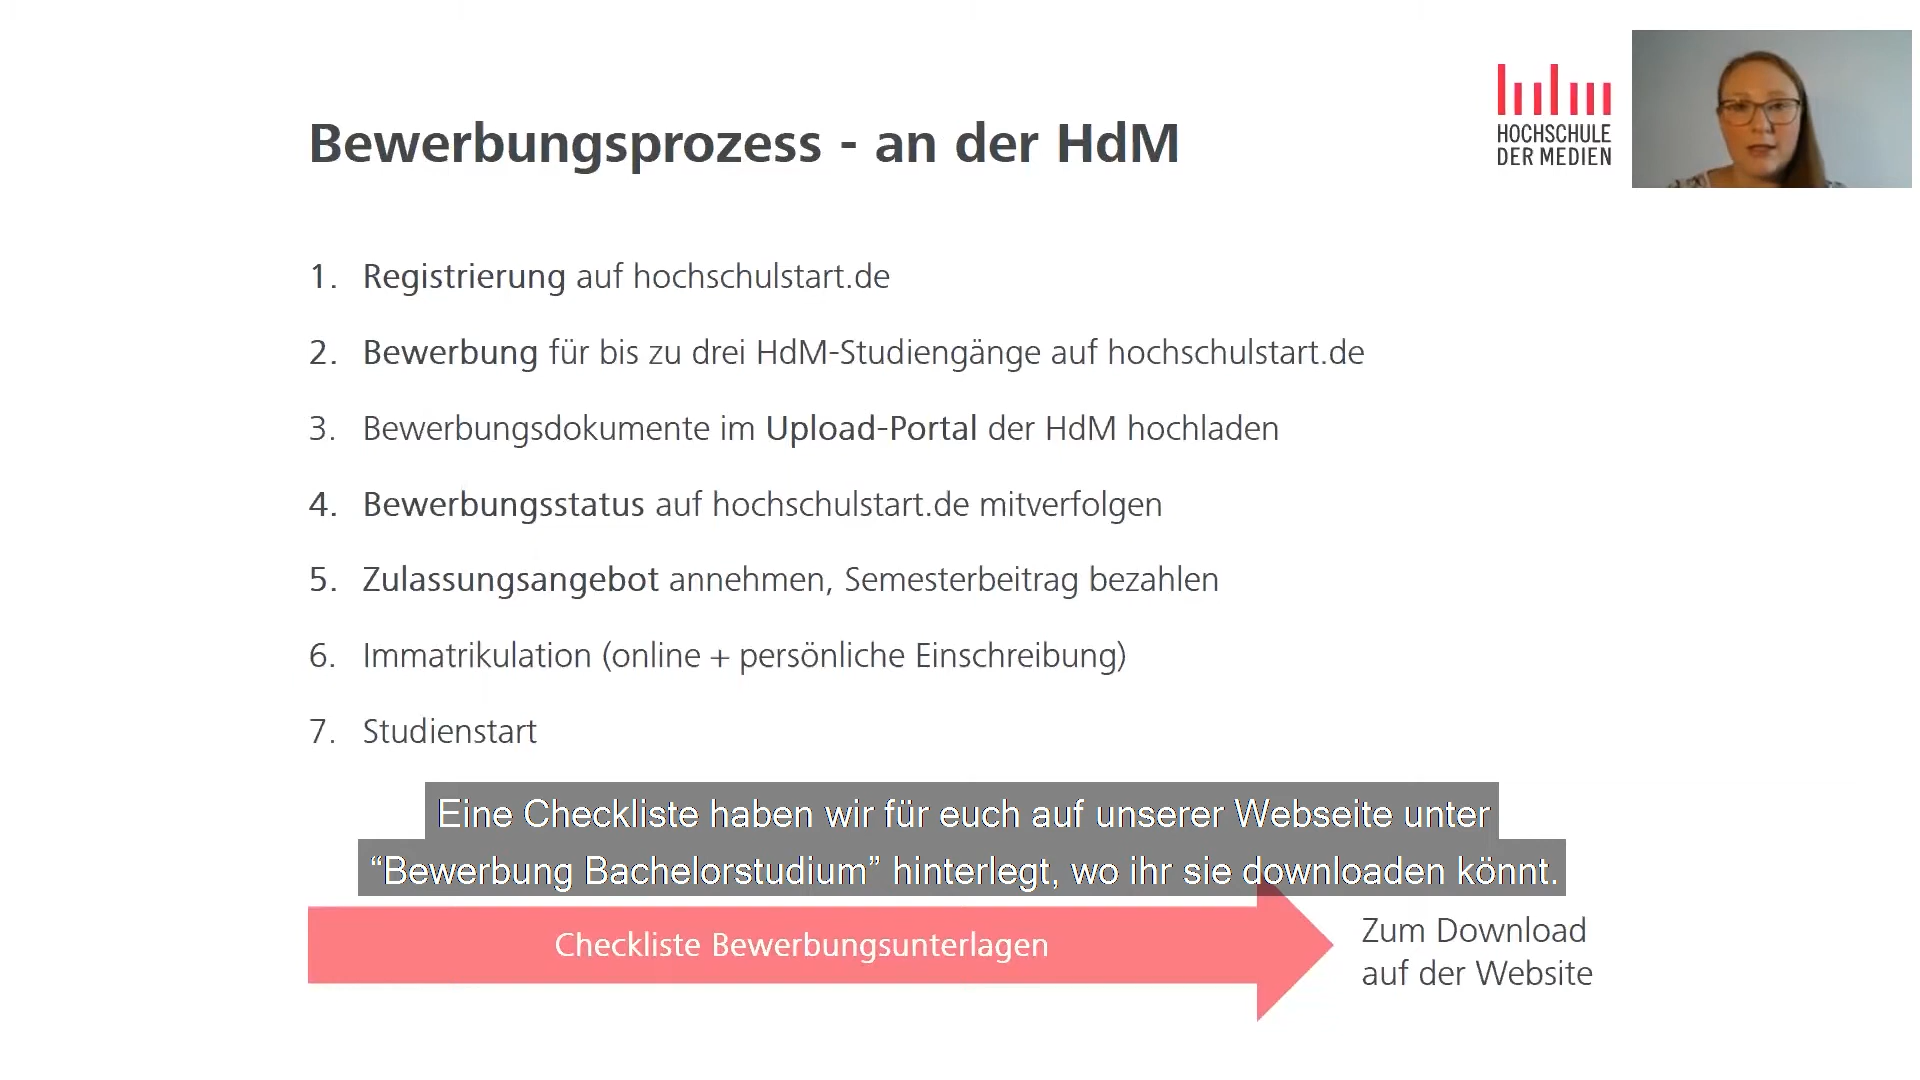 Bewerbungsprozess - an der HdM
HOCHSCHULE
DER MEDIEN
1. Registrierung auf hochschulstart.de
2. Bewerbung für bis zu drei HdM-Studiengänge auf hochschulstart.de
3. Bewerbungsdokumente im Upload-Portal der HdM hochladen
4. Bewerbungsstatus auf hochschulstart.de mitverfolgen
5. Zulassungsangebot annehmen, Semesterbeitrag bezahlen
6. Immatrikulation (online + persönliche Einschreibung)
7. Studienstart
Eine Checkliste haben wir für euch auf unserer Webseite unter
“Bewerbung Bachelorstudium” hinterlegt, wo ihr sie downloaden könnt.
Checkliste Bewerbungsunterlagen
Zum Download
auf der Website